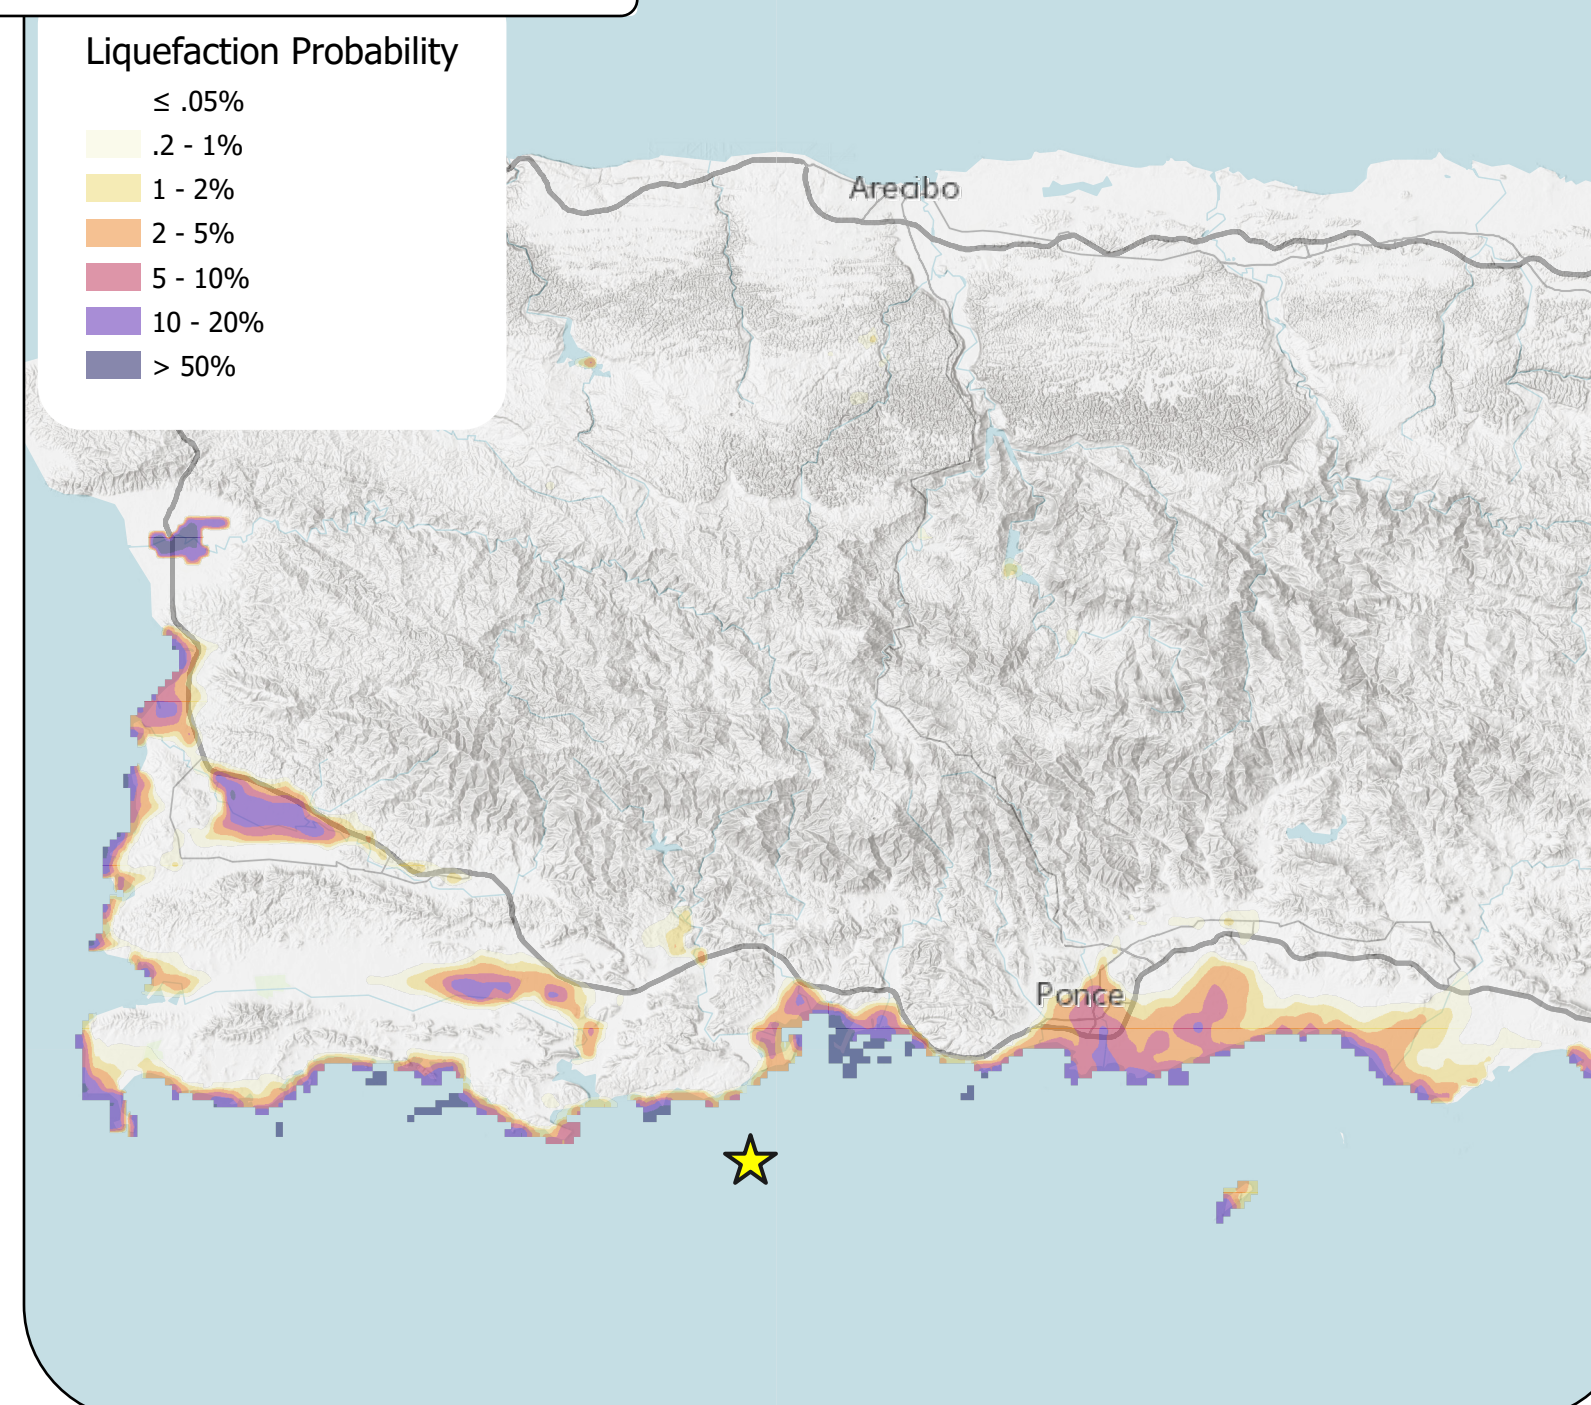 Liquefaction Probability
≤ .05%
.2 - 1%
1 - 2%
2 - 5%
5 - 10%
10 - 20%
> 50%
Arecibo
Ponce